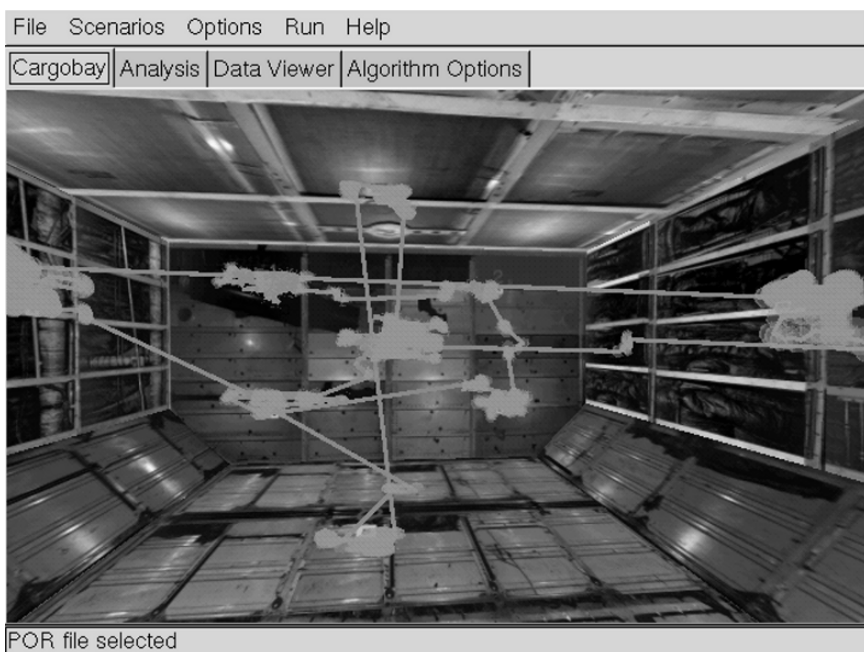 File Scenarios Options Run Help
Cargobay Analysis Data Viewer Algorithm Options
POR file selected